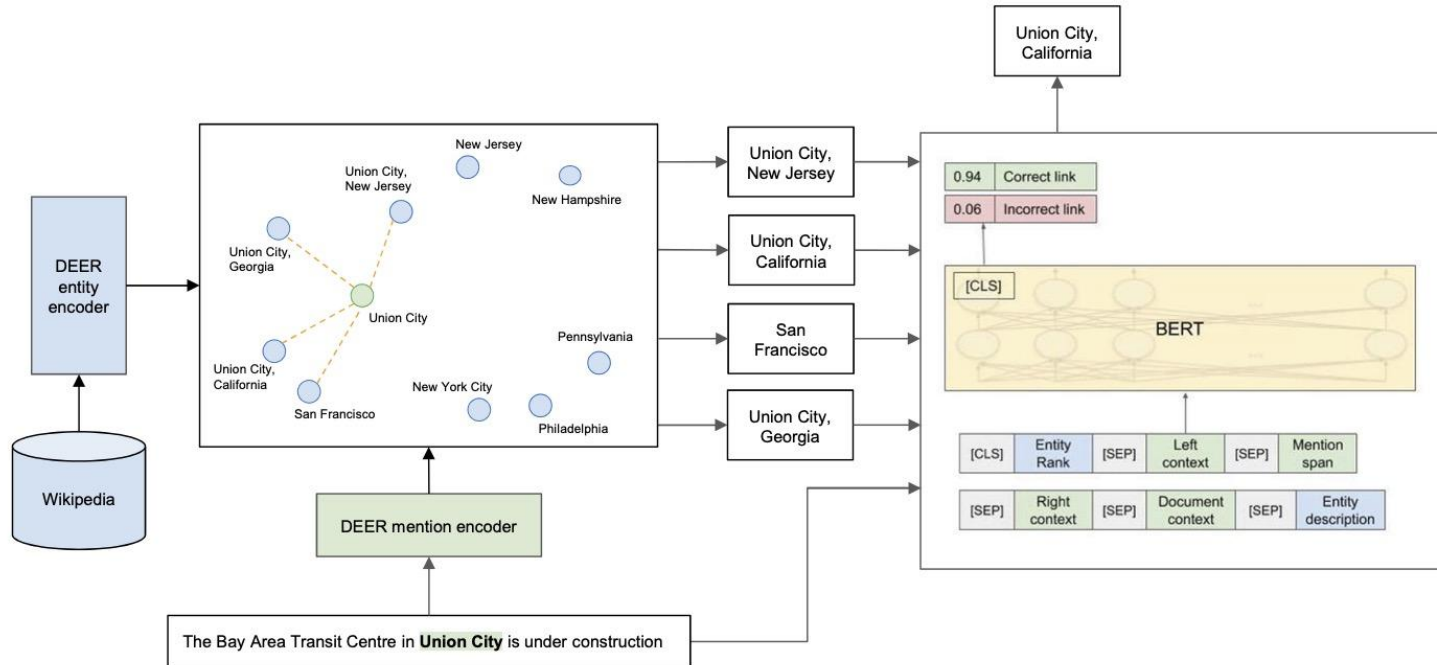 Union City,
California
New Jersey
Union City,
New Jersey
New Hampshire
Union City,
Georgia
Union City
Union City,
California
San Francisco
New York City
Pennsylvania
Philadelphia
DEER
entity
encoder
Wikipedia
DEER mention encoder
The Bay Area Transit Centre in Union City is under construction
Union City,
New Jersey
Union City,
California
San
Francisco
Union City,
Georgia
0.94 Correct link
0.06 Incorrect link
[CLS]
BERT
[CLS] Entity Rank [SEP] Left context [SEP] Mention span
[SEP] Right context [SEP] Document context [SEP] Entity description